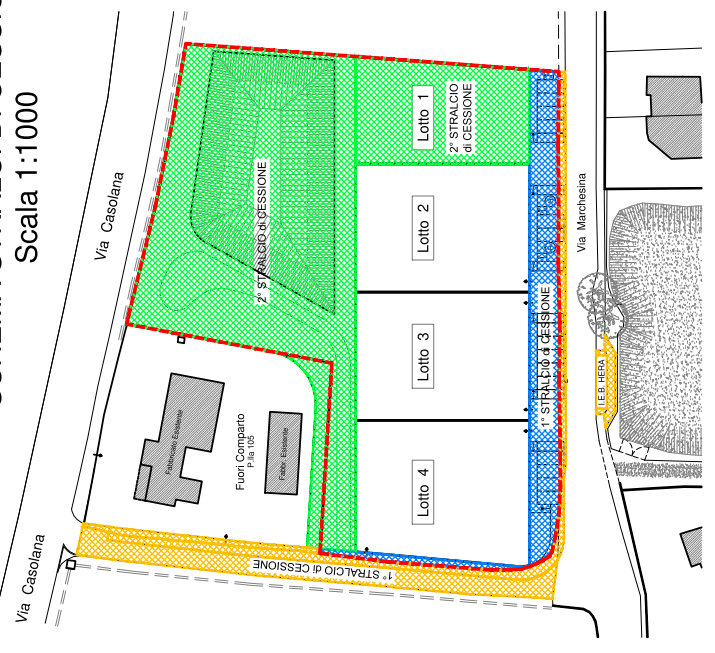 Scala 1:1000
Via Casolana
Via Casolana
Via Marchesina
2° STRALCIO di CESSIONE
Lotto 1
2° STRALCIO
di CESSIONE
Lotto 2
Lotto 3
Lotto 4
1° STRALCIO di CESSIONE
1° STRALCIO di CESSIONE
I.E.B. HERA
Fabbricato Esistente
Fuori Comparto
P.lla 105
Fabbr. Esistente